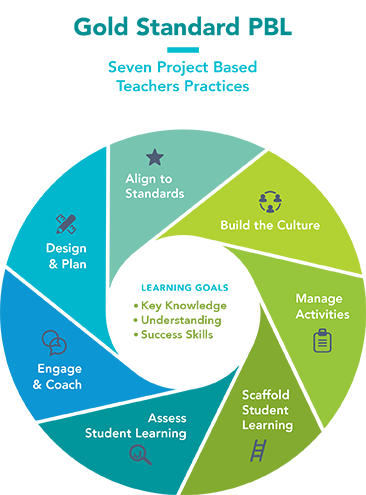 Gold Standard PBL
Seven Project Based
Teachers Practices
Align to
Standards
Build the Culture
Manage
Activities
Scaffold
Student
Learning
Assess
Student Learning
Engage
& Coach
Design
& Plan
LEARNING GOALS
• Key Knowledge
• Understanding
• Success Skills